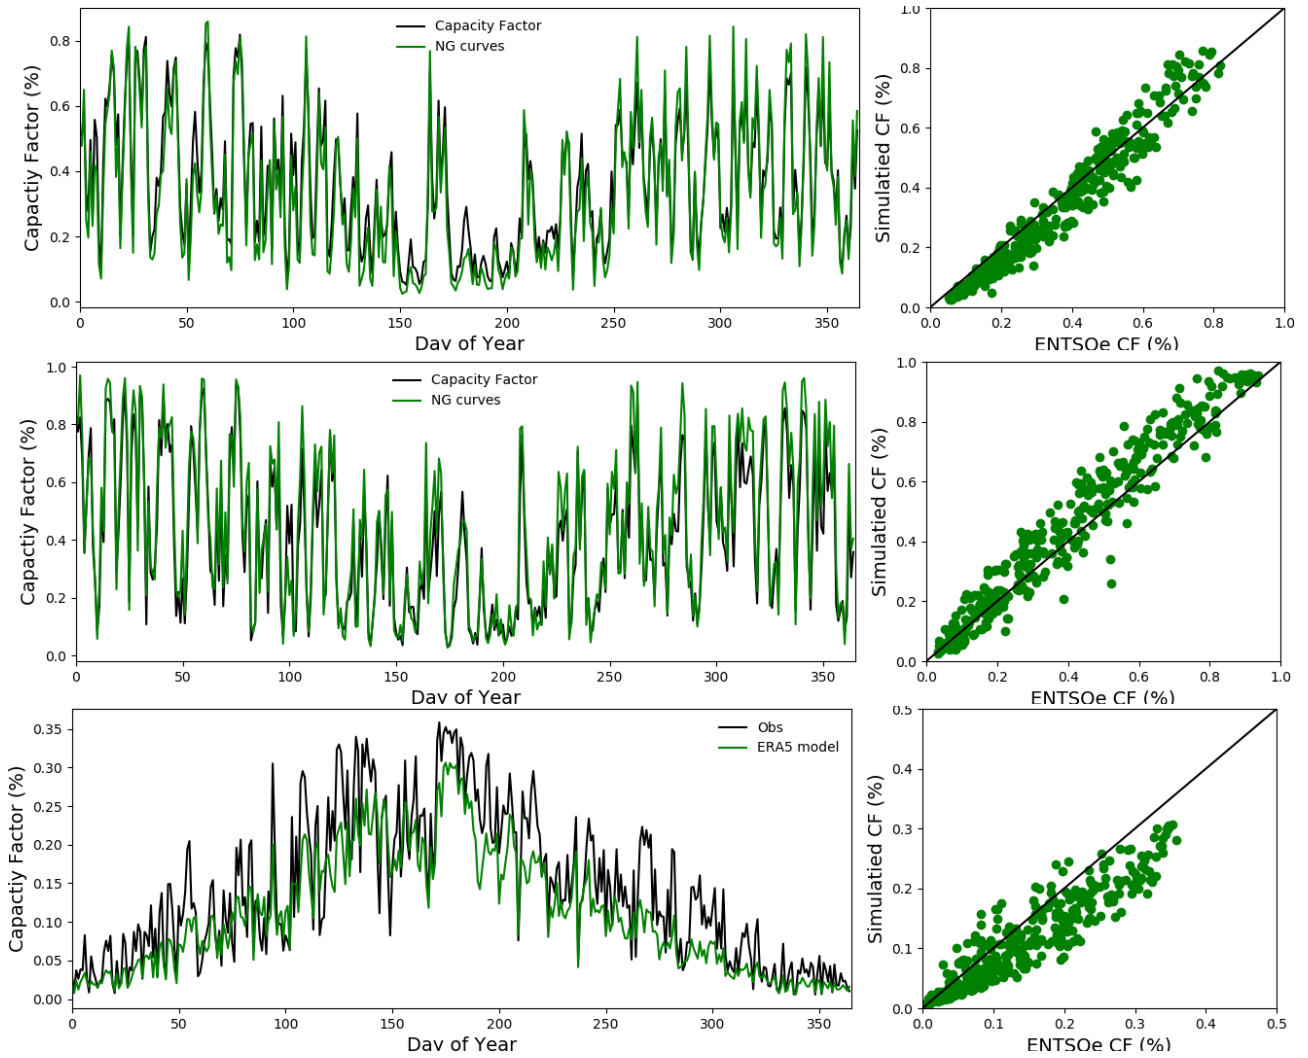 Capacity Factor
NG curves
Capactiy Factor (%)
0.8
0.6
0.4
0.2
0.0
0 50 100 150 200 250 300 350
Day of Year
Simulatied CF (%)
1.0
0.8
0.6
0.4
0.2
0.0
0.0 0.2 0.4 0.6 0.8 1.0
ENTSOe CF (%)
Capacity Factor
NG curves
Capactiy Factor (%)
1.0
0.8
0.6
0.4
0.2
0.0
0 50 100 150 200 250 300 350
Day of Year
Simulatied CF (%)
1.0
0.8
0.6
0.4
0.2
0.0
0.0 0.2 0.4 0.6 0.8 1.0
ENTSOe CF (%)
Obs
ERA5 model
Capactiy Factor (%)
0.35
0.30
0.25
0.20
0.15
0.10
0.05
0.00
0 50 100 150 200 250 300 350
Day of Year
Simulatied CF (%)
0.5
0.4
0.3
0.2
0.1
0.0
0.0 0.1 0.2 0.3 0.4 0.5
ENTSOe CF (%)